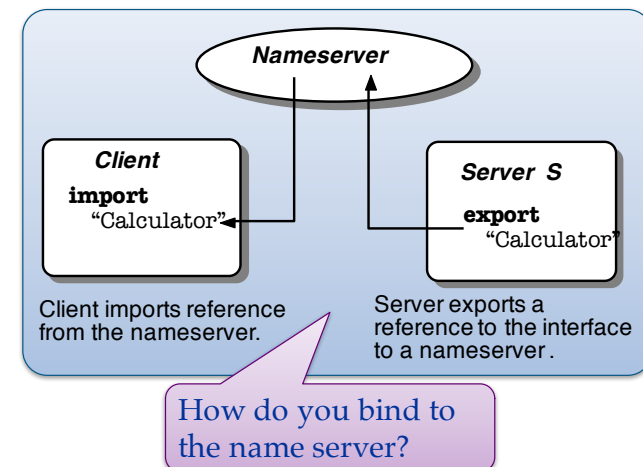 Nameserver
Client
import
“Calculator”
Server S
export
“Calculator”
Client imports reference
from the nameserver.
Server exports a
reference to the interface
to a nameserver .
How do you bind to
the name server?